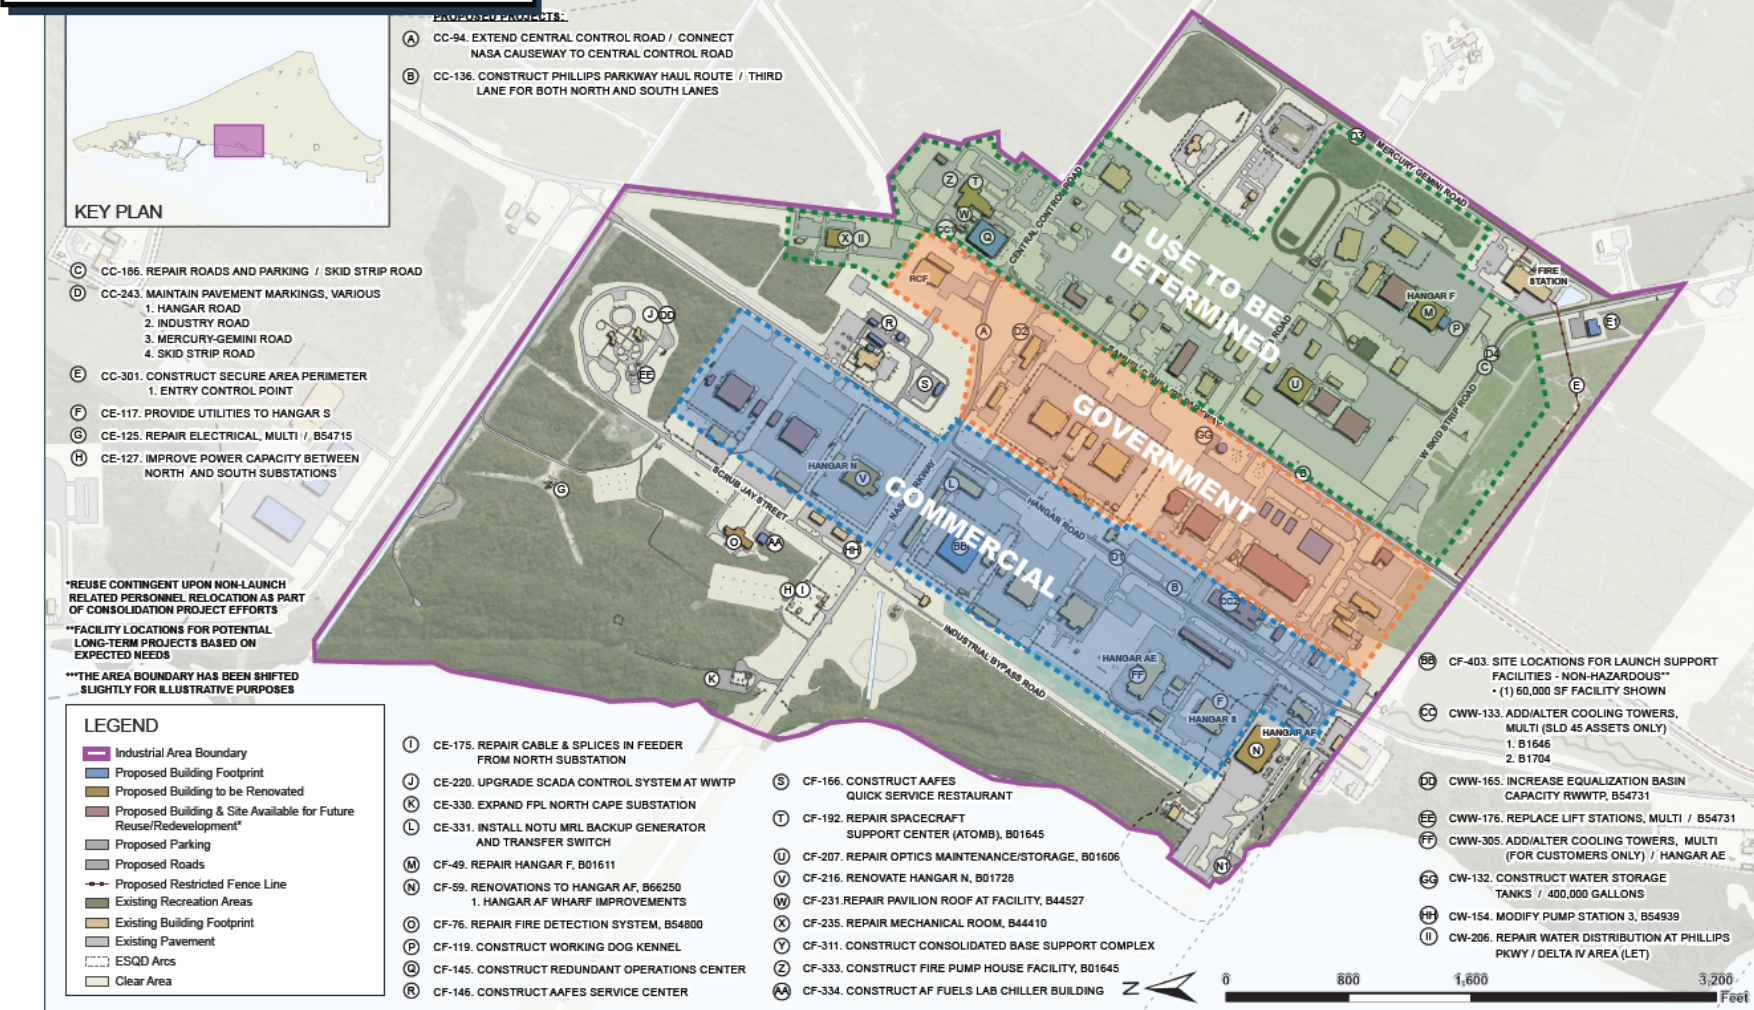 PROPOSED PROJECTS:
A CC-94. EXTEND CENTRAL CONTROL ROAD / CONNECT
NASA CAUSEWAY TO CENTRAL CONTROL ROAD
B CC-136. CONSTRUCT PHILLIPS PARKWAY HAUL ROUTE / THIRD
LANE FOR BOTH NORTH AND SOUTH LANES
KEY PLAN
C CC-186. REPAIR ROADS AND PARKING / SKID STRIP ROAD
D CC-243. MAINTAIN PAVEMENT MARKINGS, VARIOUS
1. HANGAR ROAD
2. INDUSTRY ROAD
3. MERCURY-GEMINI ROAD
4. SKID STRIP ROAD
E CC-301. CONSTRUCT SECURE AREA PERIMETER
1. ENTRY CONTROL POINT
F CE-117. PROVIDE UTILITIES TO HANGAR S
G CE-125. REPAIR ELECTRICAL, MULTI / B54715
H CE-127. IMPROVE POWER CAPACITY BETWEEN
NORTH AND SOUTH SUBSTATIONS
*REUSE CONTINGENT UPON NON-LAUNCH
RELATED PERSONNEL RELOCATION AS PART
OF CONSOLIDATION PROJECT EFFORTS
**FACILITY LOCATIONS FOR POTENTIAL
LONG-TERM PROJECTS BASED ON
EXPECTED NEEDS
***THE AREA BOUNDARY HAS BEEN SHIFTED
SLIGHTLY FOR ILLUSTRATIVE PURPOSES
LEGEND
Industrial Area Boundary
Proposed Building Footprint
Proposed Building to be Renovated
Proposed Building & Site Available for Future
Reuse/Redevelopment*
Proposed Parking
Proposed Roads
Proposed Restricted Fence Line
Existing Recreation Areas
Existing Building Footprint
Existing Pavement
ESQD Arcs
Clear Area
I CE-175. REPAIR CABLE & SPLICES IN FEEDER
FROM NORTH SUBSTATION
J CE-220. UPGRADE SCADA CONTROL SYSTEM AT WWTP
K CE-330. EXPAND FPL NORTH CAPE SUBSTATION
L CE-331. INSTALL NOTU MRL BACKUP GENERATOR
AND TRANSFER SWITCH
M CF-49. REPAIR HANGAR F, B01611
N CF-59. RENOVATIONS TO HANGAR AF, B66250
1. HANGAR AF WHARF IMPROVEMENTS
O CF-76. REPAIR FIRE DETECTION SYSTEM, B54800
P CF-119. CONSTRUCT WORKING DOG KENNEL
Q CF-145. CONSTRUCT REDUNDANT OPERATIONS CENTER
R CF-146. CONSTRUCT AAFES SERVICE CENTER
S CF-166. CONSTRUCT AAFES
QUICK SERVICE RESTAURANT
T CF-192. REPAIR SPACECRAFT
SUPPORT CENTER (ATOMB), B01645
U CF-207. REPAIR OPTICS MAINTENANCE/STORAGE, B01606
V CF-216. RENOVATE HANGAR N, B01728
W CF-231.REPAIR PAVILION ROOF AT FACILITY, B44527
X CF-235. REPAIR MECHANICAL ROOM, B44410
Y CF-311. CONSTRUCT CONSOLIDATED BASE SUPPORT COMPLEX
Z CF-333. CONSTRUCT FIRE PUMP HOUSE FACILITY, B01645
AA CF-334. CONSTRUCT AF FUELS LAB CHILLER BUILDING
BB CF-403. SITE LOCATIONS FOR LAUNCH SUPPORT
FACILITIES - NON-HAZARDOUS**
• (1) 60,000 SF FACILITY SHOWN
CC CWW-133. ADD/ALTER COOLING TOWERS,
MULTI (SLD 45 ASSETS ONLY)
1. B1646
2. B1704
DD CWW-165. INCREASE EQUALIZATION BASIN
CAPACITY RWWTP, B54731
EE CWW-176. REPLACE LIFT STATIONS, MULTI / B54731
FF CWW-305. ADD/ALTER COOLING TOWERS, MULTI
(FOR CUSTOMERS ONLY) / HANGAR AE
GG CW-132. CONSTRUCT WATER STORAGE
TANKS / 400,000 GALLONS
HH CW-154. MODIFY PUMP STATION 3, B54939
II CW-206. REPAIR WATER DISTRIBUTION AT PHILLIPS
PKWY / DELTA IV AREA (LET)
Z
0 800 1,600 3,200
Feet
USE TO BE
DETERMINED
GOVERNMENT
COMMERCIAL
D3
MERCURY GEMINI ROAD
CENTRAL CONTROL ROAD
Z T
W
CC1
Q
X II
RCF
FIRE
STATION
HANGAR F
M
P
E1
D4
C
E
W SKID STRIP ROAD
ROAD
U
A
D2
GG
B
J DD
EE
R
S
G
SCRUB JAY STREET
HANGAR N
V
L
HANGAR ROAD
D1
B
CC2
BB
O
AA
HH
H I
K
INDUSTRIAL BYPASS ROAD
HANGAR AE
FF
F
HANGAR S
HANGAR AF
N
N1